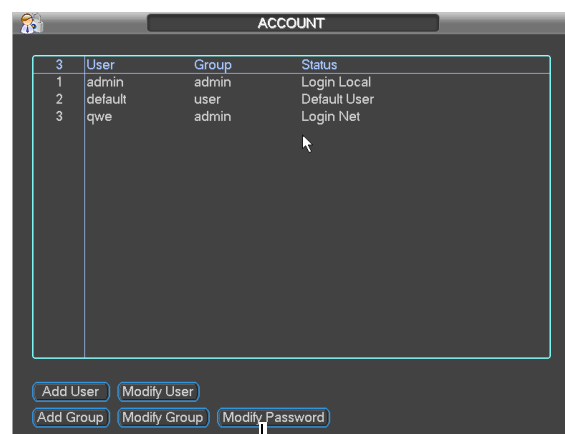 ACCOUNT
3 User Group Status
1 admin admin Login Local
2 default user Default User
3 qwe admin Login Net
Add User Modify User
Add Group Modify Group Modify Password